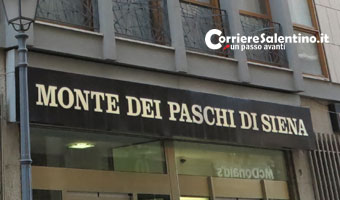 CorriereSalentino.it
un passo avanti
MONTE DEI PASCHI DI SIENA
McDonald's